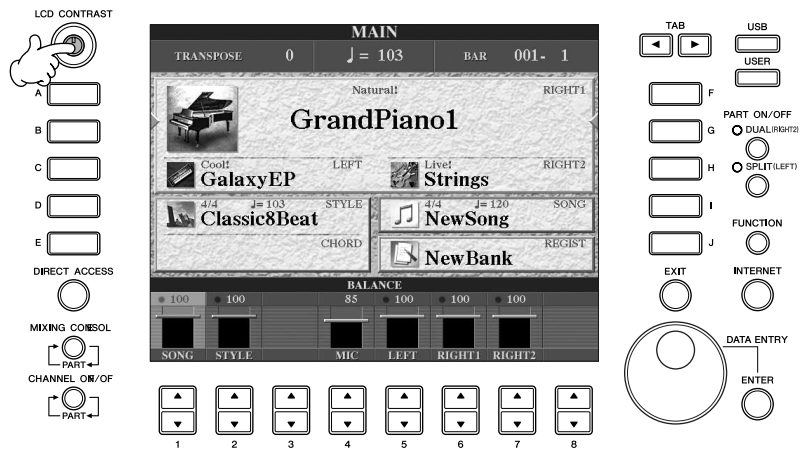 LCD CONTRAST
A
B
C
D
E
DIRECT ACCESS
MIXING CONSOL
PART
CHANNEL ON/OF
PART
MAIN
TRANSPOSE 0 ♩= 103 BAR 001- 1
Natural! RIGHT1
GrandPiano1
Cool! LEFT Live! RIGHT2
GalaxyEP Strings
4/4 ♩= 103 STYLE 4/4 ♩= 120 SONG
Classic8Beat NewSong
CHORD REGIST
NewBank
BALANCE
100 100 85 100 100 100
SONG STYLE MIC LEFT RIGHT1 RIGHT2
1 2 3 4 5 6 7 8
TAB
USB
USER
F
G
H
I
J
PART ON/OFF
DUAL(RIGHT2)
SPLIT(LEFT)
FUNCTION
EXIT
INTERNET
DATA ENTRY
ENTER